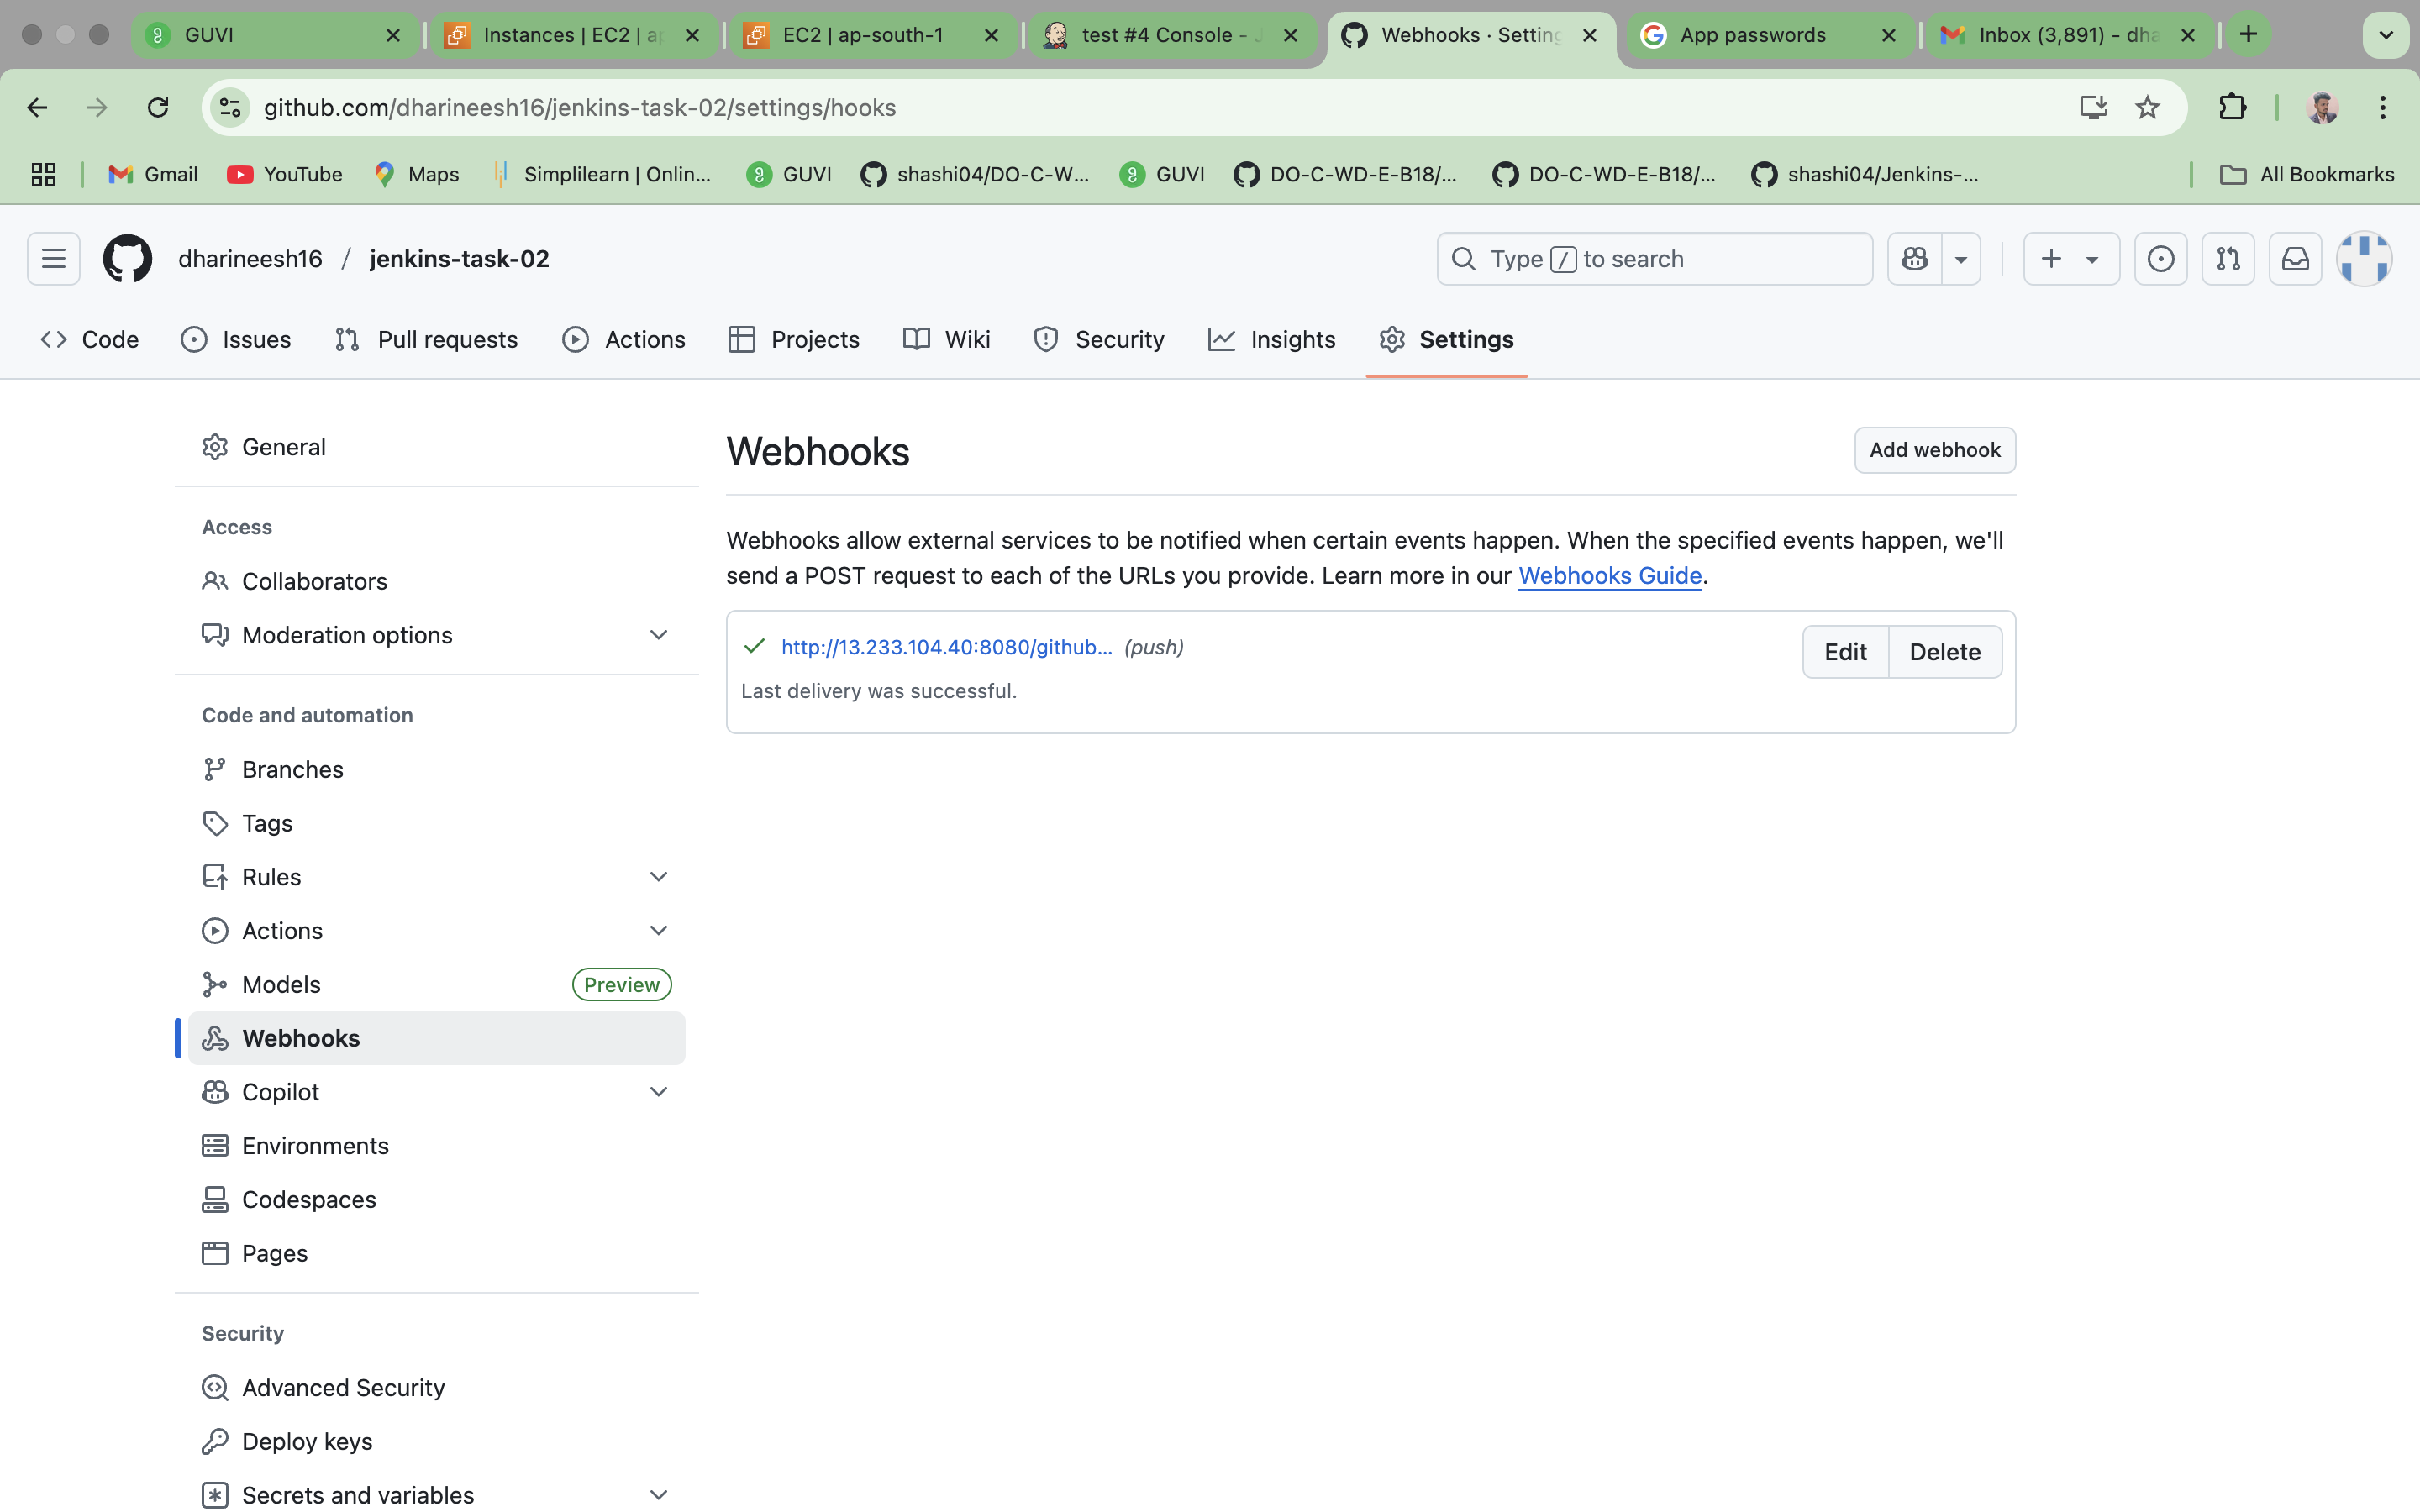 GUVI
Instances | EC2 | ap
EC2 | ap-south-1
test #4 Console - J
Webhooks · Setting
App passwords
Inbox (3,891) - dha
github.com/dharineesh16/jenkins-task-02/settings/hooks
Gmail
YouTube
Maps
Simplilearn | Onlin...
GUVI
shashi04/DO-C-W...
GUVI
DO-C-WD-E-B18/...
DO-C-WD-E-B18/...
shashi04/Jenkins-...
All Bookmarks
dharineesh16 / jenkins-task-02
Type / to search
Code
Issues
Pull requests
Actions
Projects
Wiki
Security
Insights
Settings
General
Access
Collaborators
Moderation options
Code and automation
Branches
Tags
Rules
Actions
Models
Preview
Webhooks
Copilot
Environments
Codespaces
Pages
Security
Advanced Security
Deploy keys
Secrets and variables
Webhooks
Add webhook
Webhooks allow external services to be notified when certain events happen. When the specified events happen, we'll
send a POST request to each of the URLs you provide. Learn more in our Webhooks Guide.
http://13.233.104.40:8080/github... (push)
Edit
Delete
Last delivery was successful.